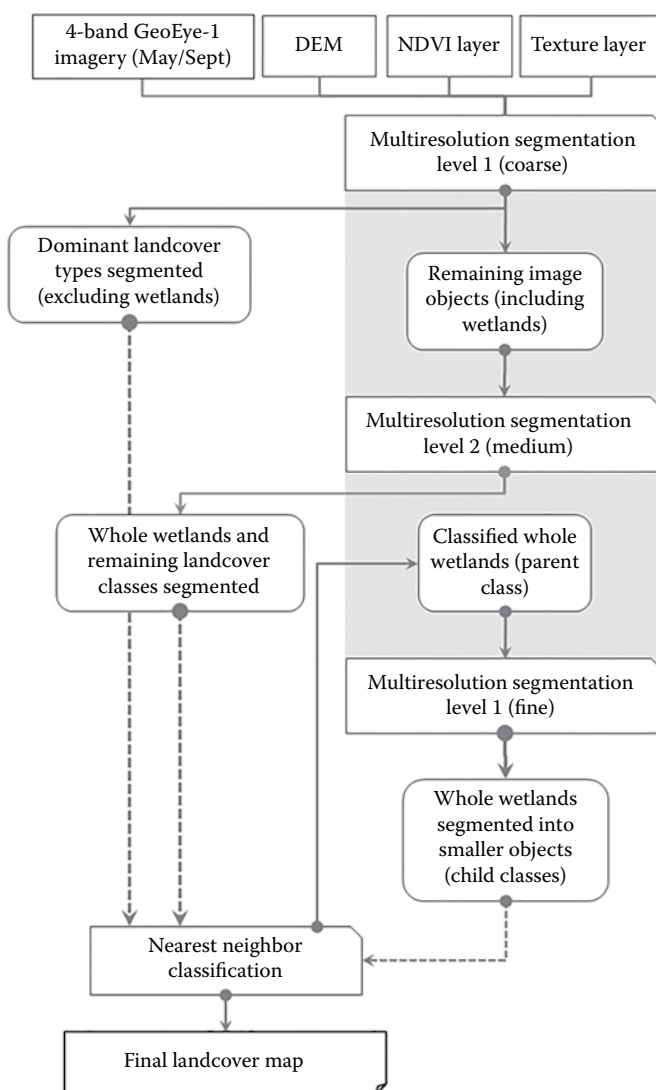 4-band GeoEye-1
imagery (May/Sept)
DEM
NDVI layer
Texture layer
Multiresolution segmentation
level 1 (coarse)
Dominant landcover
types segmented
(excluding wetlands)
Remaining image
objects (including
wetlands)
Multiresolution segmentation
level 2 (medium)
Whole wetlands and
remaining landcover
classes segmented
Classified whole
wetlands (parent
class)
Multiresolution segmentation
level 1 (fine)
Whole wetlands
segmented into
smaller objects
(child classes)
Nearest neighbor
classification
Final landcover map